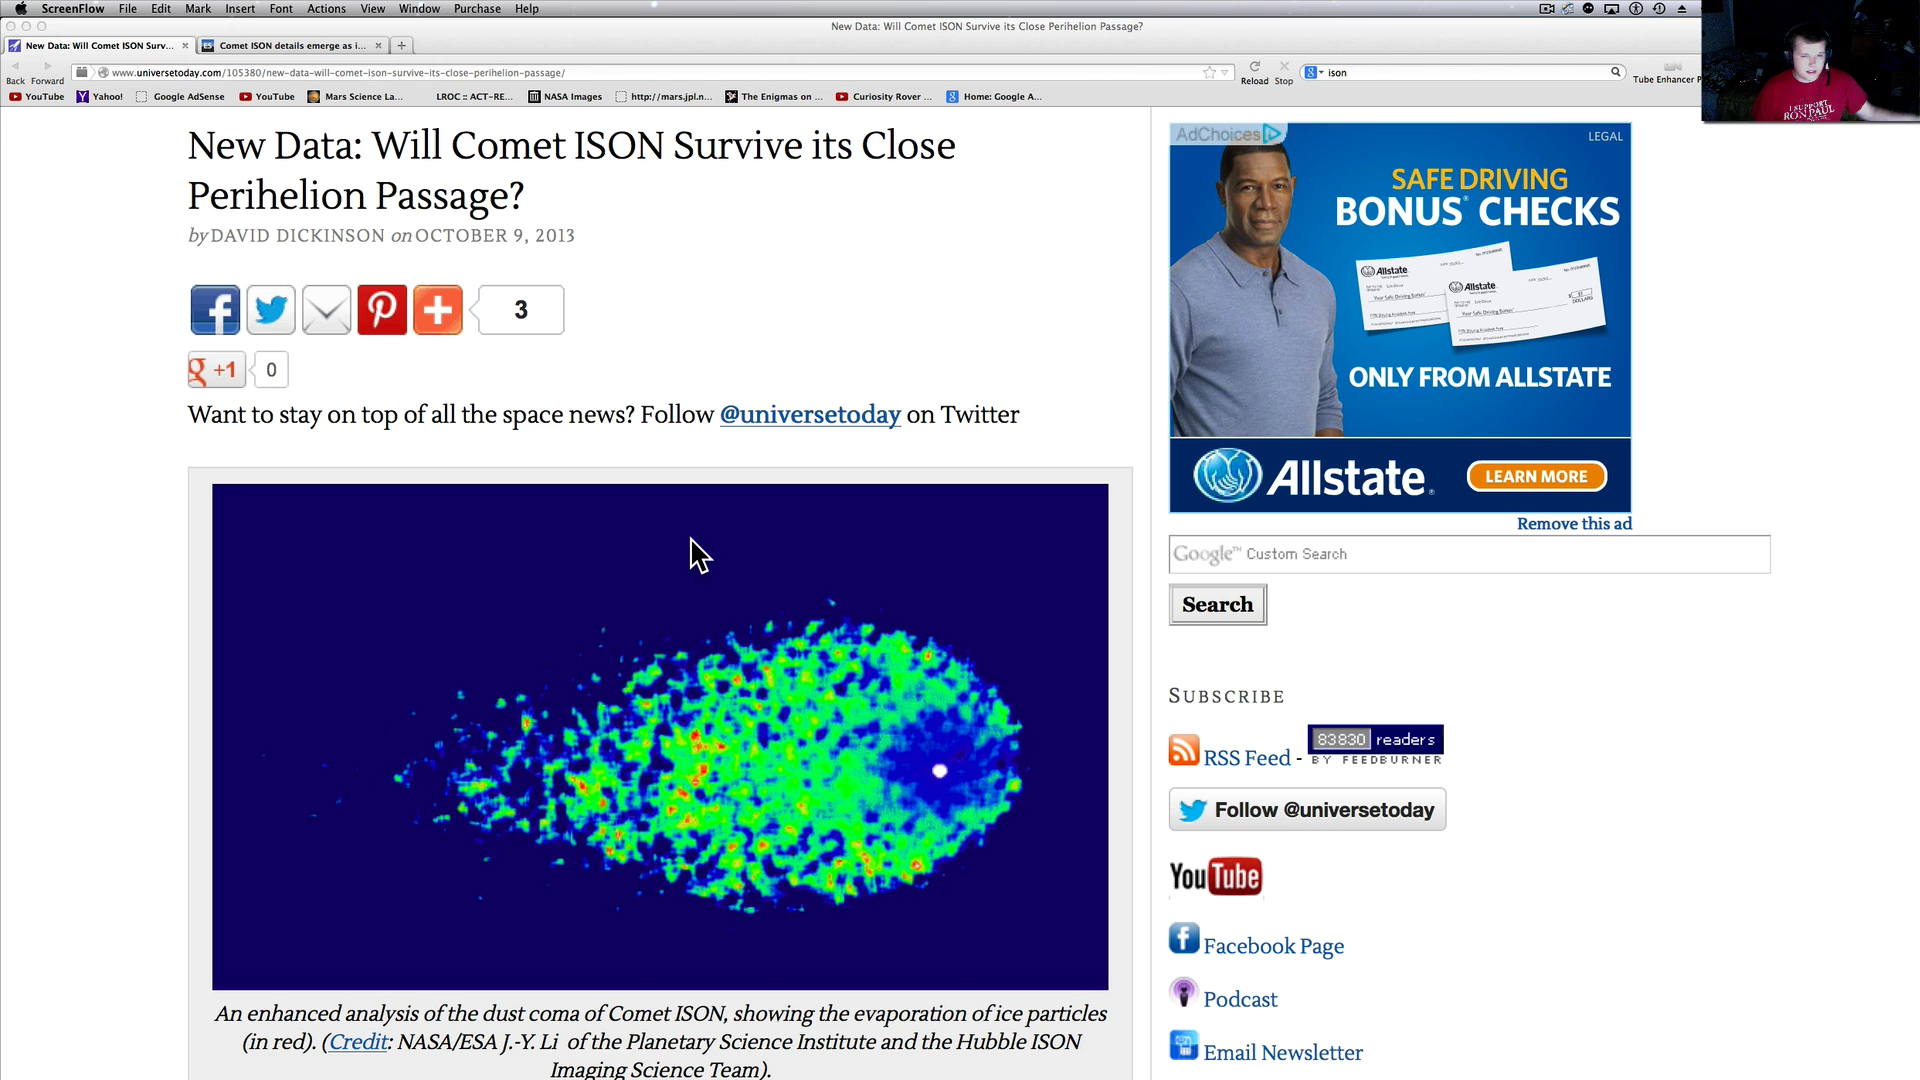 ScreenFlow File Edit Mark Insert Font Actions View Window Purchase Help
New Data: Will Comet ISON Survive its Close Perihelion Passage?
New Data: Will Comet ISON Surv... Comet ISON details emerge as i...
www.universetoday.com/105380/new-data-will-comet-ison-survive-its-close-perihelion-passage/
ison
Back Forward Reload Stop Tube Enhancer P
YouTube Yahoo! Google AdSense YouTube Mars Science La... LROC :: ACT-RE... NASA Images http://mars.jpl.n... The Enigmas on ... Curiosity Rover ... Home: Google A...
I SUPPORT
RON PAUL
New Data: Will Comet ISON Survive its Close
Perihelion Passage?
by DAVID DICKINSON on OCTOBER 9, 2013
3
+1 0
Want to stay on top of all the space news? Follow @universetoday on Twitter
An enhanced analysis of the dust coma of Comet ISON, showing the evaporation of ice particles
(in red). (Credit: NASA/ESA J.-Y. Li of the Planetary Science Institute and the Hubble ISON
Imaging Science Team).
AdChoices
LEGAL
SAFE DRIVING
BONUS® CHECKS
Allstate
Allstate
ONLY FROM ALLSTATE
Allstate.
LEARN MORE
Remove this ad
Google™ Custom Search
Search
SUBSCRIBE
RSS Feed - 83830 readers
BY FEEDBURNER
Follow @universetoday
YouTube
Facebook Page
Podcast
Email Newsletter